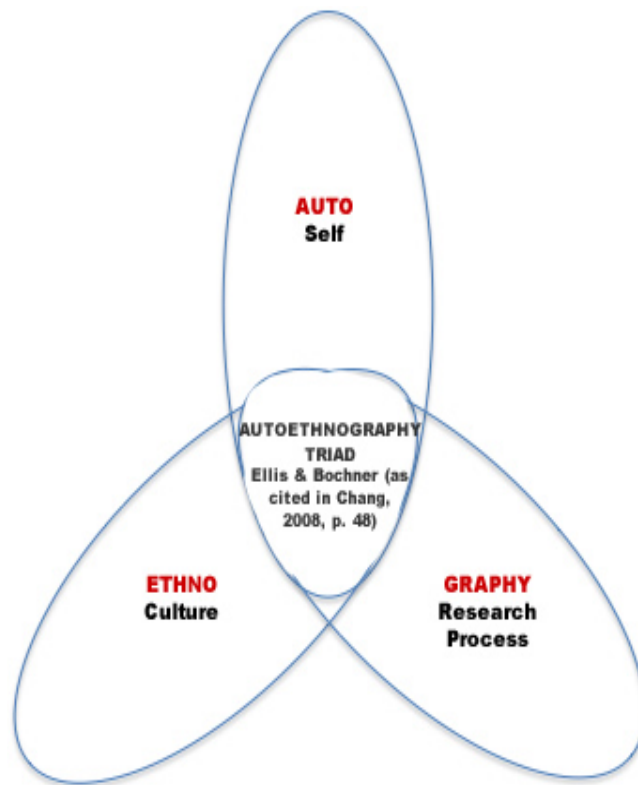 AUTO
Self
AUTOETHNOGRAPHY
TRIAD
Ellis & Bochner (as
cited in Chang,
2008, p. 48)
ETHNO
Culture
GRAPHY
Research
Process